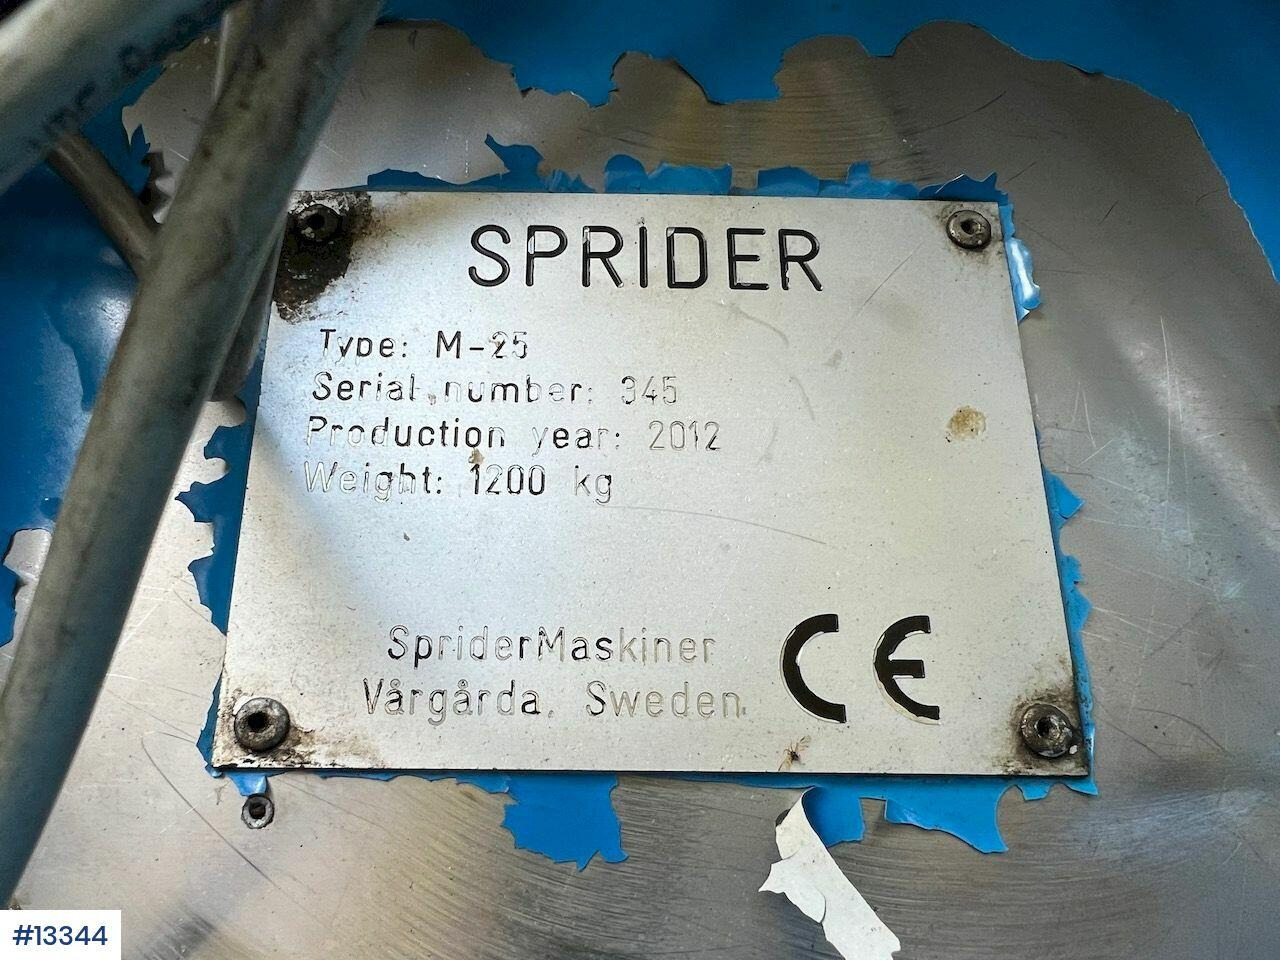 SPRIDER
Type: M-25
Serial number: 345
Production year: 2012
Weight: 1200 kg
SpriderMaskiner
Vårgårda, Sweden
CE
#13344